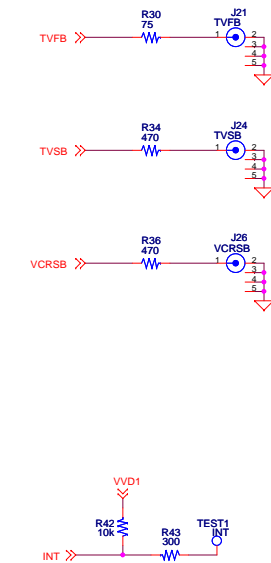 R30
75
J21
TVFB
TVFB
1
2
3
4
5
R34
470
J24
TVSB
TVSB
1
2
3
4
5
R36
470
J26
VCRSB
VCRSB
1
2
3
4
5
VVD1
R42
10k
R43
300
TEST1
INT
INT